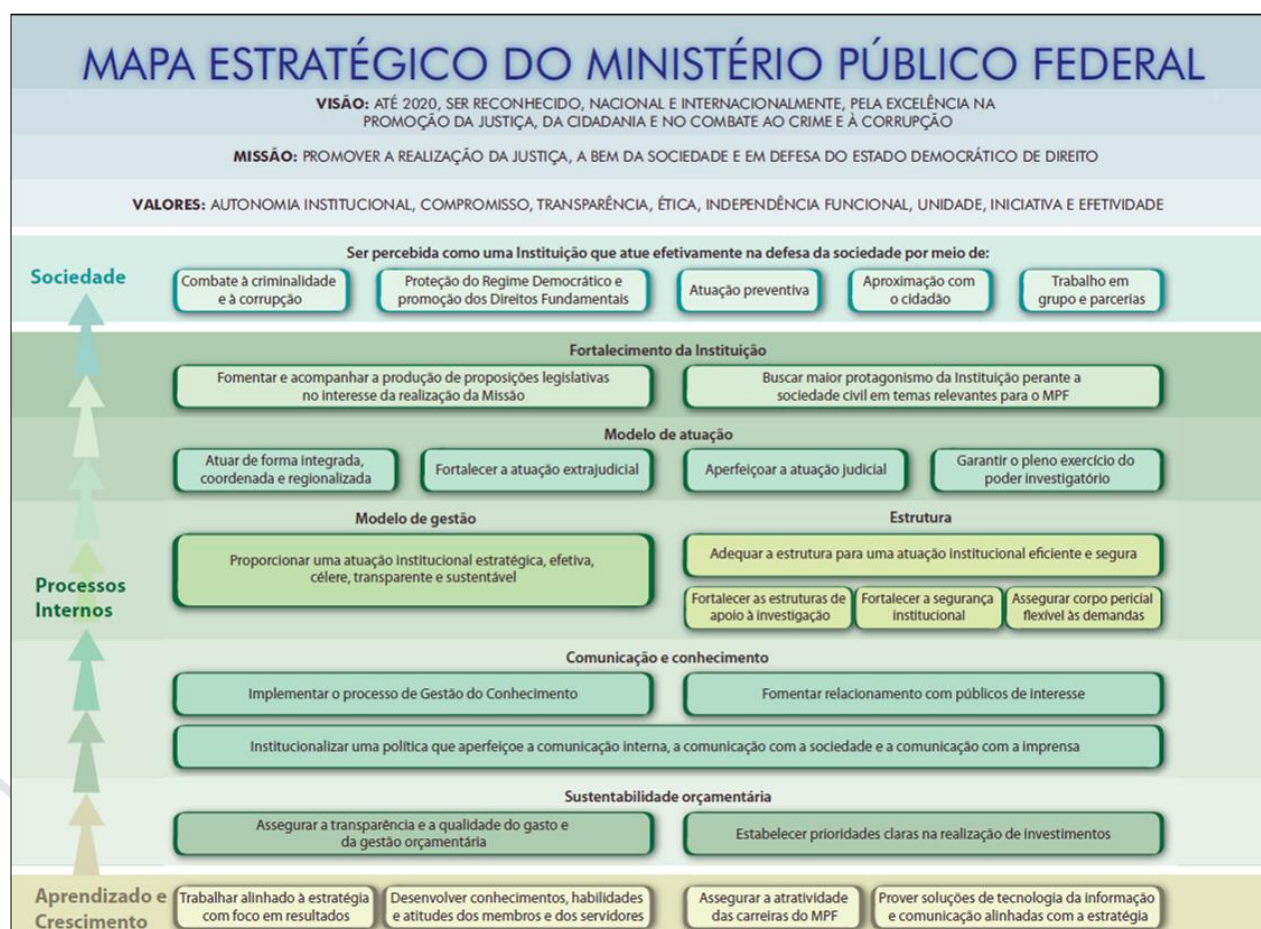 MAPA ESTRATÉGICO DO MINISTÉRIO PÚBLICO FEDERAL
VISÃO: ATÉ 2020, SER RECONHECIDO, NACIONAL E INTERNACIONALMENTE, PELA EXCELÊNCIA NA
PROMOÇÃO DA JUSTIÇA, DA CIDADANIA E NO COMBATE AO CRIME E À CORRUPÇÃO
MISSÃO: PROMOVER A REALIZAÇÃO DA JUSTIÇA, A BEM DA SOCIEDADE E EM DEFESA DO ESTADO DEMOCRÁTICO DE DIREITO
VALORES: AUTONOMIA INSTITUCIONAL, COMPROMISSO, TRANSPARÊNCIA, ÉTICA, INDEPENDÊNCIA FUNCIONAL, UNIDADE, INICIATIVA E EFETIVIDADE
Sociedade
Ser percebida como uma Instituição que atue efetivamente na defesa da sociedade por meio de:
Combate à criminalidade
e à corrupção
Proteção do Regime Democrático e
promoção dos Direitos Fundamentais
Atuação preventiva
Aproximação com
o cidadão
Trabalho em
grupo e parcerias
Processos
Internos
Fortalecimento da Instituição
Fomentar e acompanhar a produção de proposições legislativas
no interesse da realização da Missão
Buscar maior protagonismo da Instituição perante a
sociedade civil em temas relevantes para o MPF
Modelo de atuação
Atuar de forma integrada,
coordenada e regionalizada
Fortalecer a atuação extrajudicial
Aperfeiçoar a atuação judicial
Garantir o pleno exercício do
poder investigatório
Modelo de gestão
Proporcionar uma atuação institucional estratégica, efetiva,
célere, transparente e sustentável
Estrutura
Adequar a estrutura para uma atuação institucional eficiente e segura
Fortalecer as estruturas de
apoio à investigação
Fortalecer a segurança
institucional
Assegurar corpo pericial
flexível às demandas
Comunicação e conhecimento
Implementar o processo de Gestão do Conhecimento
Fomentar relacionamento com públicos de interesse
Institucionalizar uma política que aperfeiçoe a comunicação interna, a comunicação com a sociedade e a comunicação com a imprensa
Sustentabilidade orçamentária
Assegurar a transparência e a qualidade do gasto e
da gestão orçamentária
Estabelecer prioridades claras na realização de investimentos
Aprendizado e
Crescimento
Trabalhar alinhado à estratégia
com foco em resultados
Desenvolver conhecimentos, habilidades
e atitudes dos membros e dos servidores
Assegurar a atratividade
das carreiras do MPF
Prover soluções de tecnologia da informação
e comunicação alinhadas com a estratégia